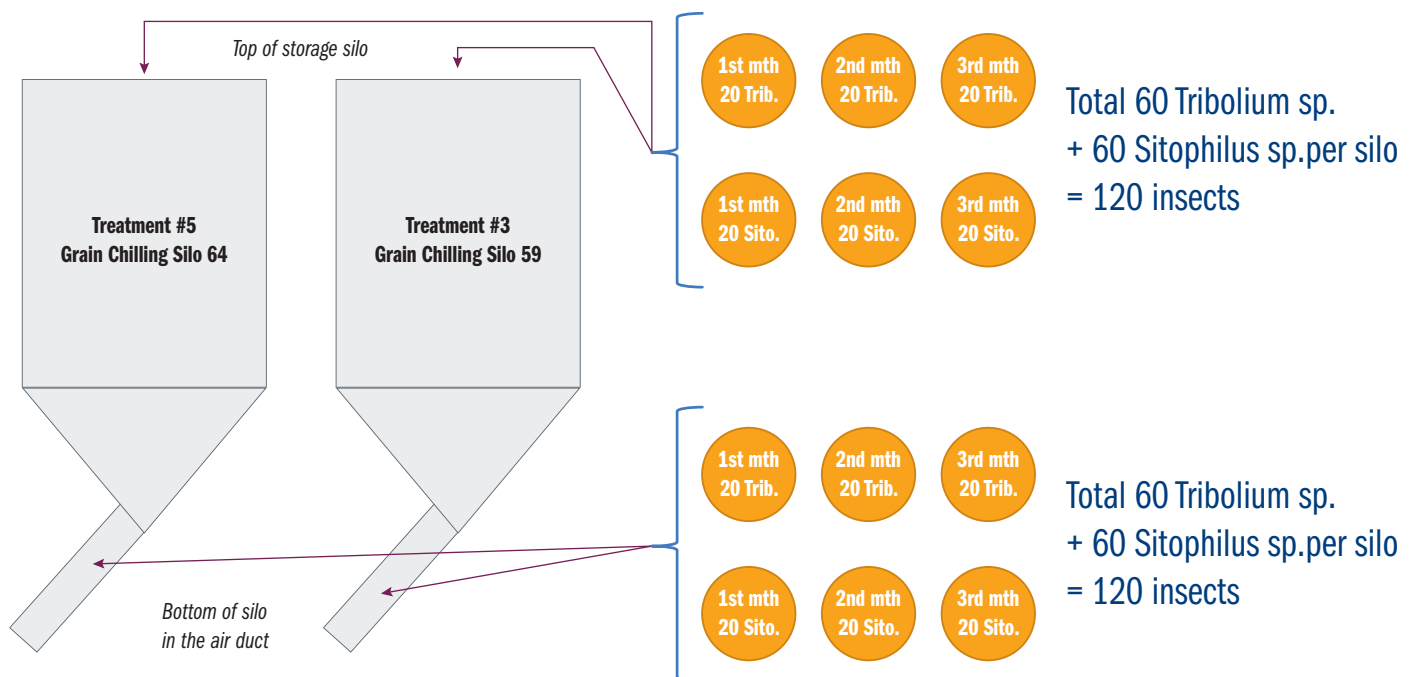 Top of storage silo
Treatment #5
Grain Chilling Silo 64
Treatment #3
Grain Chilling Silo 59
1st mth
20 Trib.
2nd mth
20 Trib.
3rd mth
20 Trib.
1st mth
20 Sito.
2nd mth
20 Sito.
3rd mth
20 Sito.
Total 60 Tribolium sp.
+ 60 Sitophilus sp.per silo
= 120 insects
Bottom of silo
in the air duct
1st mth
20 Trib.
2nd mth
20 Trib.
3rd mth
20 Trib.
1st mth
20 Sito.
2nd mth
20 Sito.
3rd mth
20 Sito.
Total 60 Tribolium sp.
+ 60 Sitophilus sp.per silo
= 120 insects